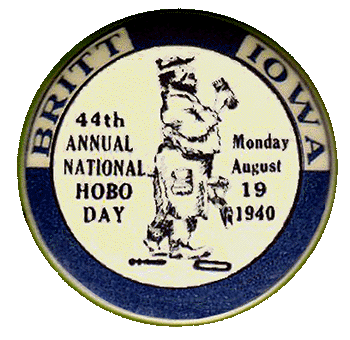 BRITT IOWA
44th
ANNUAL
NATIONAL
HOBO
DAY
Monday
August
19
1940